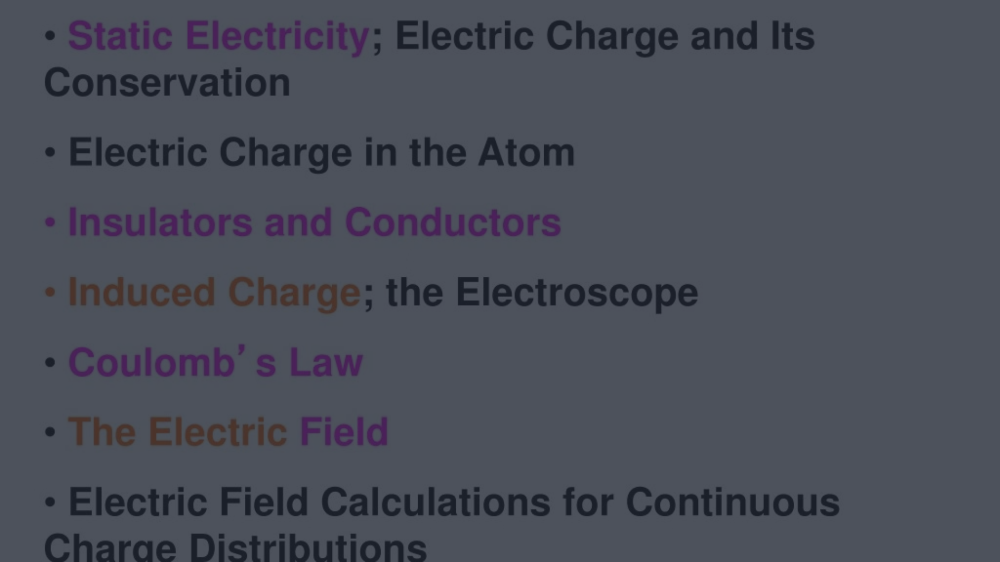 • Static Electricity; Electric Charge and Its
Conservation
• Electric Charge in the Atom
• Insulators and Conductors
• Induced Charge; the Electroscope
• Coulomb’s Law
• The Electric Field
• Electric Field Calculations for Continuous
Charge Distributions